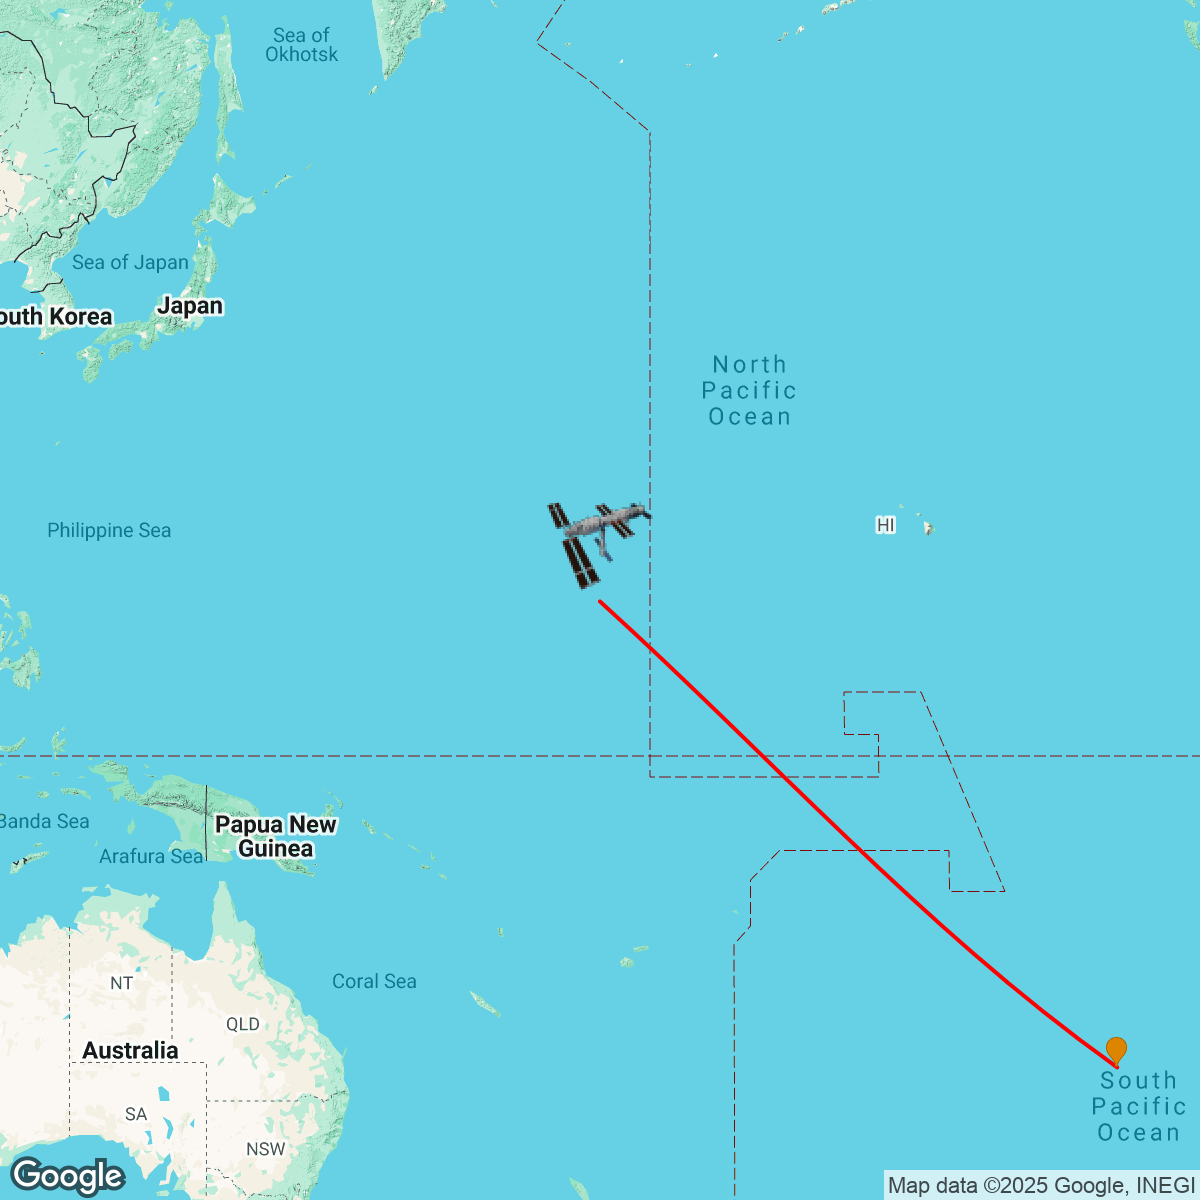 Sea of
Okhotsk
Sea of Japan
Japan
outh Korea
North
Pacific
Ocean
Philippine Sea
HI
Banda Sea
Papua New
Guinea
Arafura Sea
NT
Coral Sea
QLD
Australia
South
Pacific
Ocean
SA
NSW
Google
Map data ©2025 Google, INEGI